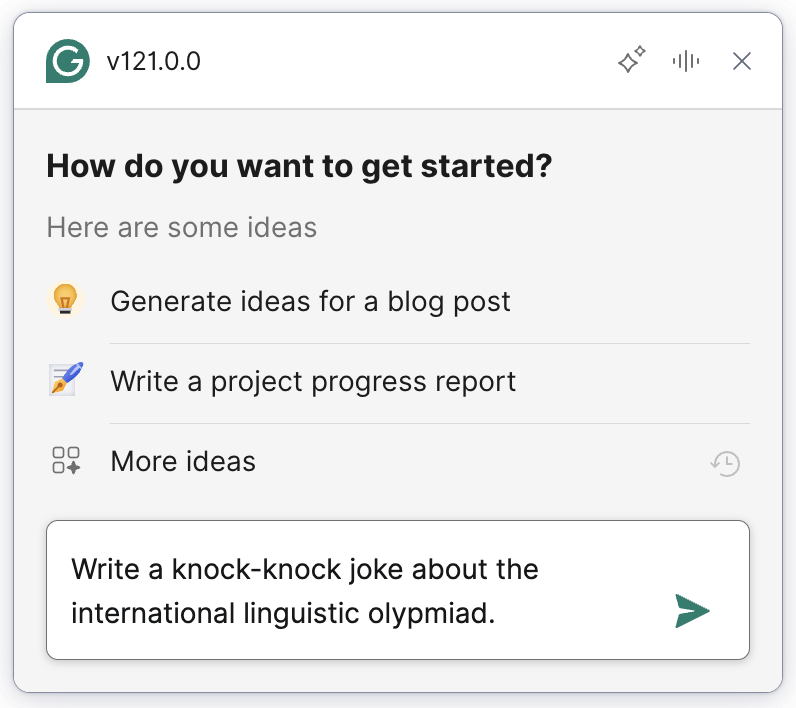 v121.0.0
How do you want to get started?
Here are some ideas
Generate ideas for a blog post
Write a project progress report
More ideas
Write a knock-knock joke about the
international linguistic olypmiad.